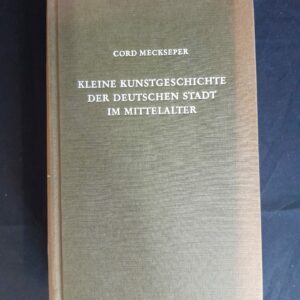 CORD MECKSEPER
KLEINE KUNSTGESCHICHTE
DER DEUTSCHEN STADT
IM MITTELALTER